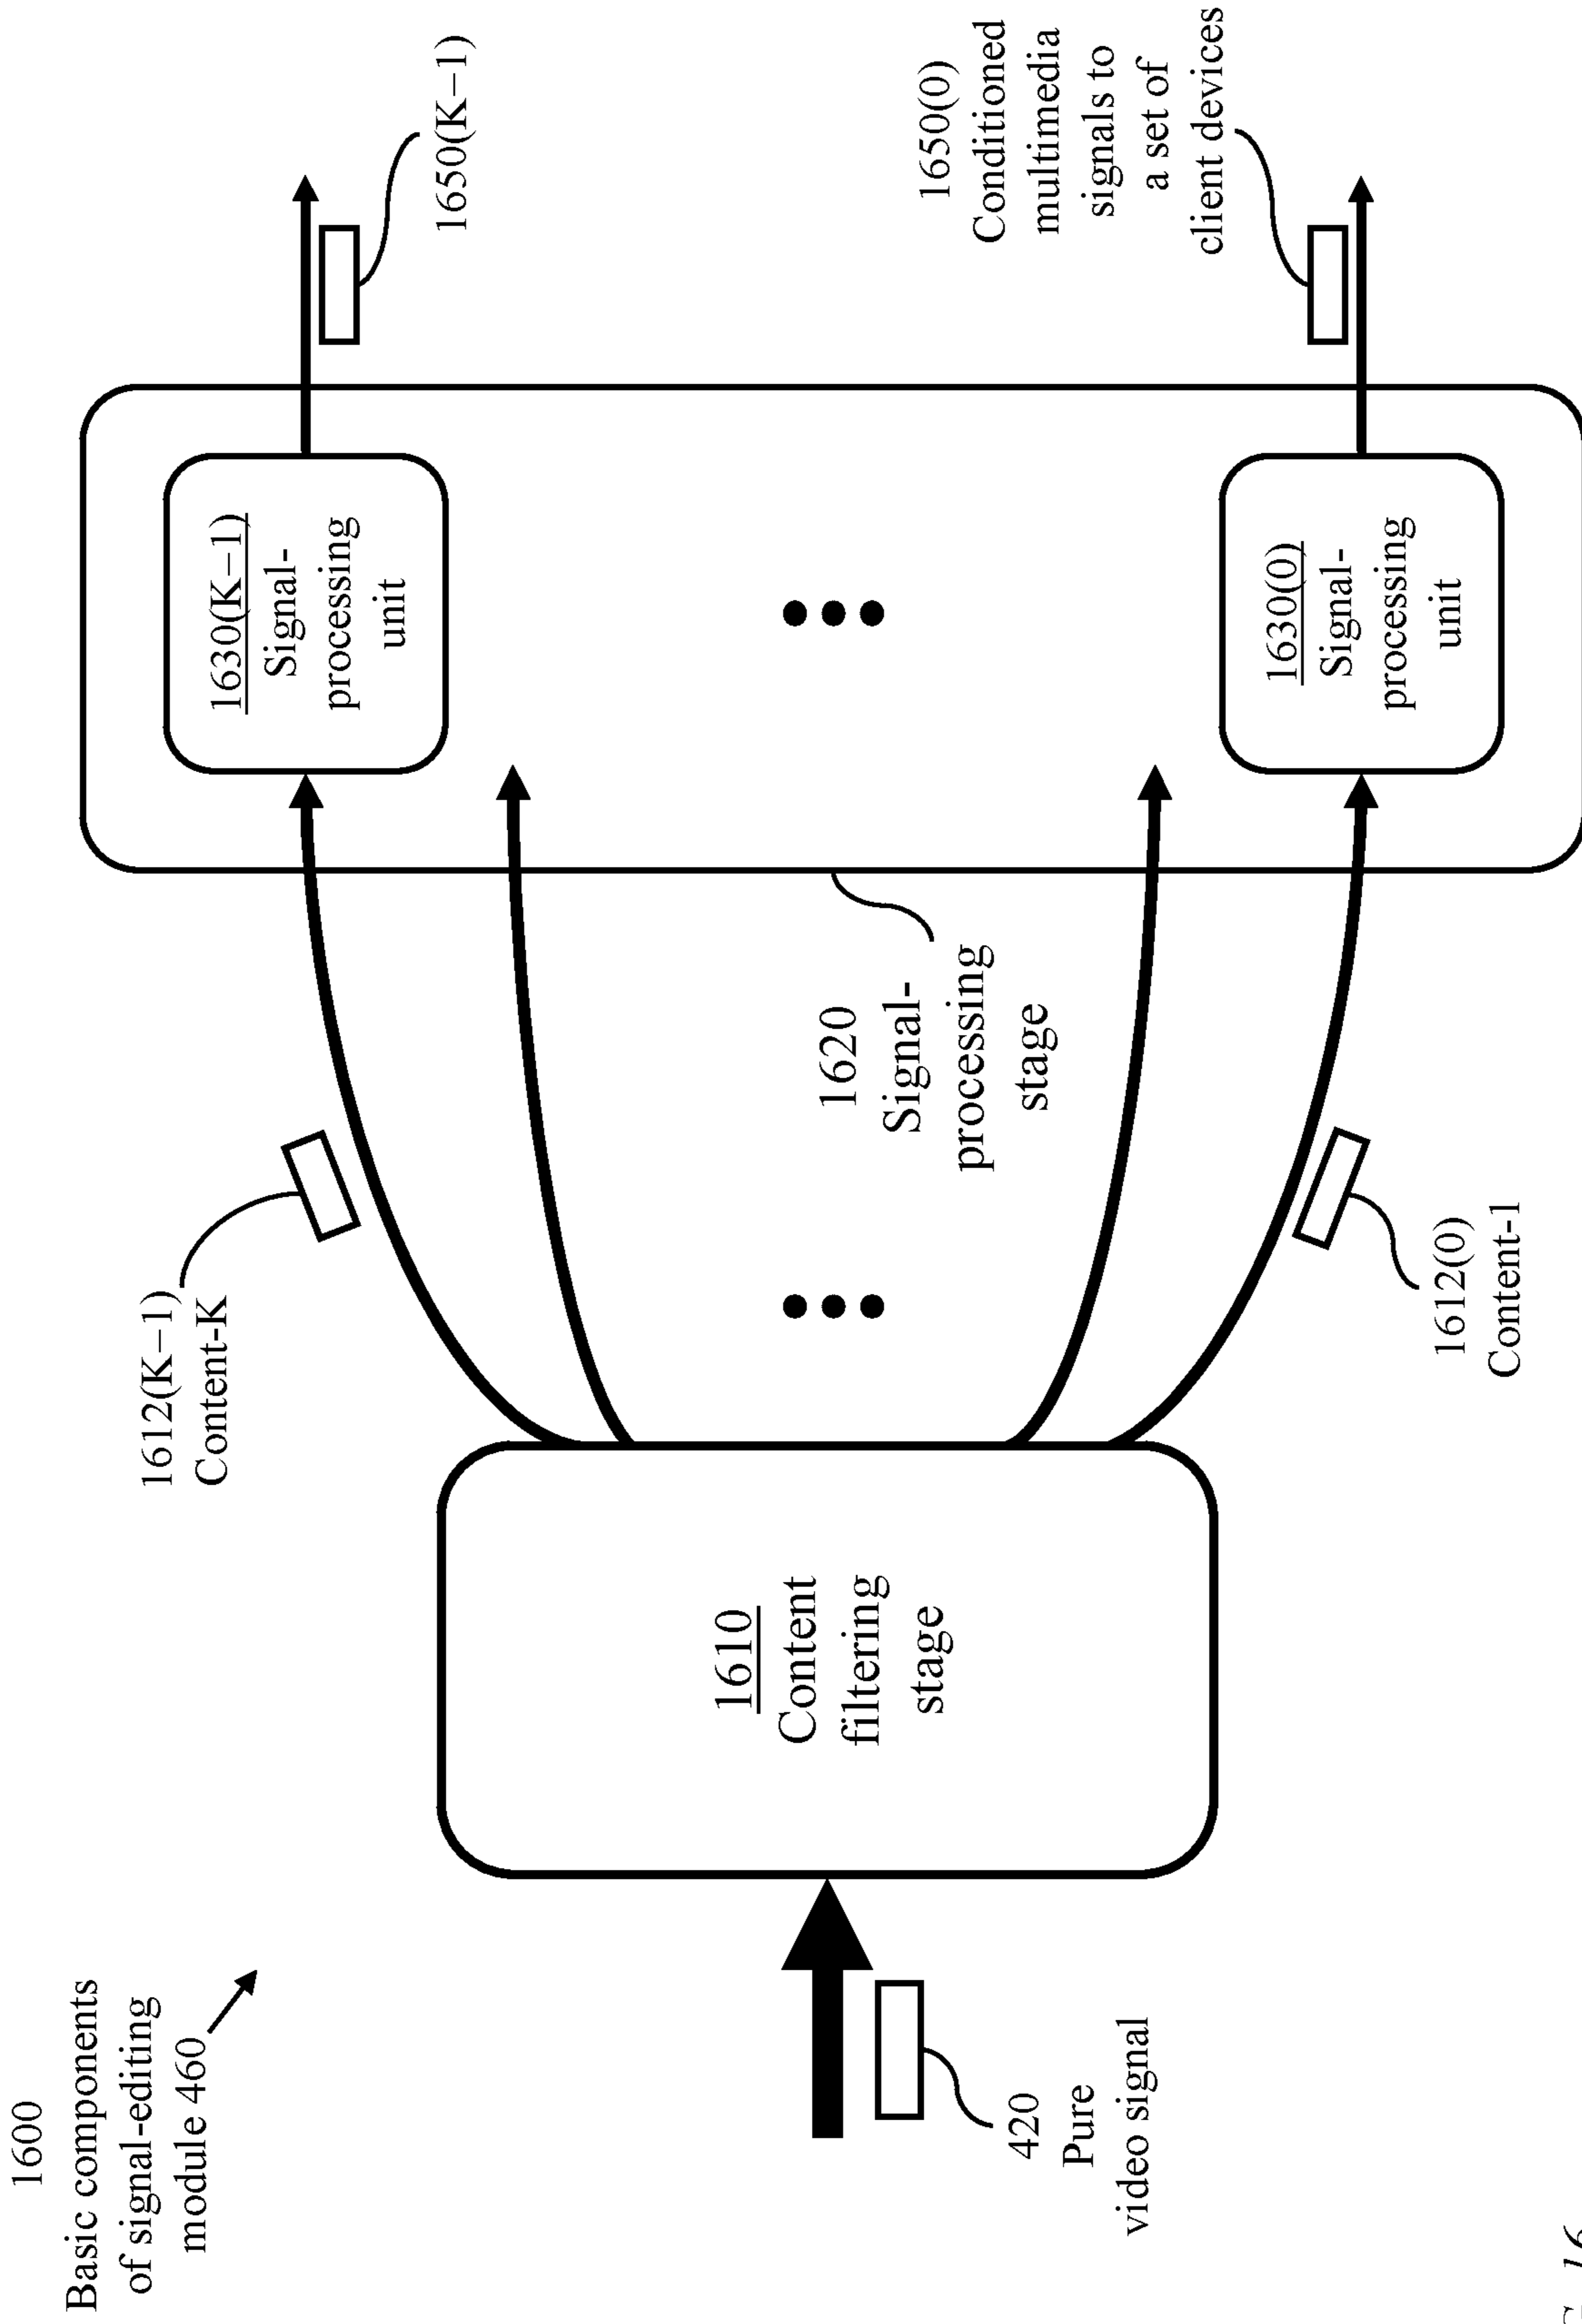 1600
Basic components
of signal-editing
module 460
420
Pure
video signal
1610
Content
filtering
stage
1612(K−1)
Content-K
1612(0)
Content-1
1620
Signal-
processing
stage
1630(K−1)
Signal-
processing
unit
1630(0)
Signal-
processing
unit
1650(K−1)
1650(0)
Conditioned
multimedia
signals to
a set of
client devices
16